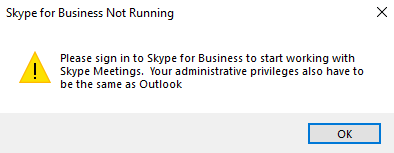 Skype for Business Not Running
Please sign in to Skype for Business to start working with
Skype Meetings.  Your administrative privileges also have to
be the same as Outlook
OK